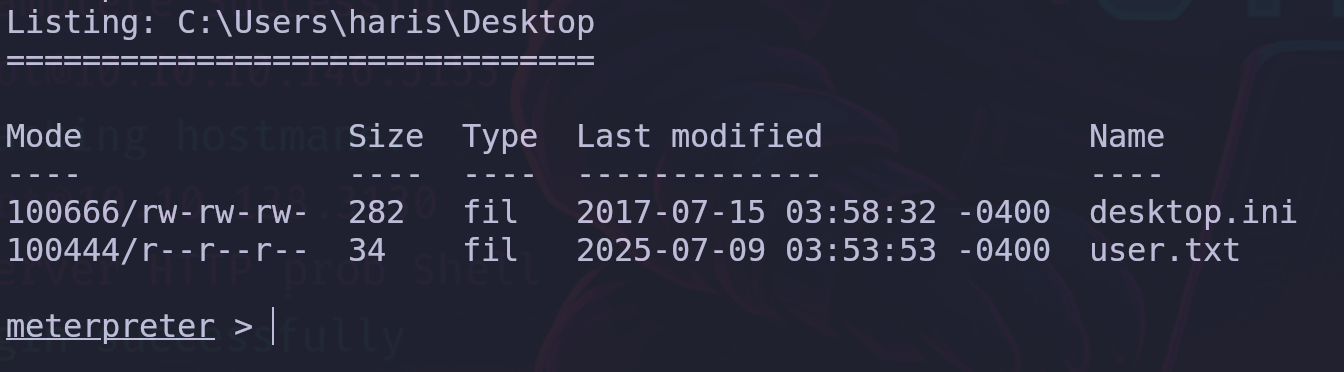 Listing: C:\Users\haris\Desktop
===============================
Mode              Size  Type  Last modified              Name
----              ----  ----  -------------              ----
100666/rw-rw-rw-  282   fil   2017-07-15 03:58:32 -0400  desktop.ini
100444/r--r--r--  34    fil   2025-07-09 03:53:53 -0400  user.txt
meterpreter >